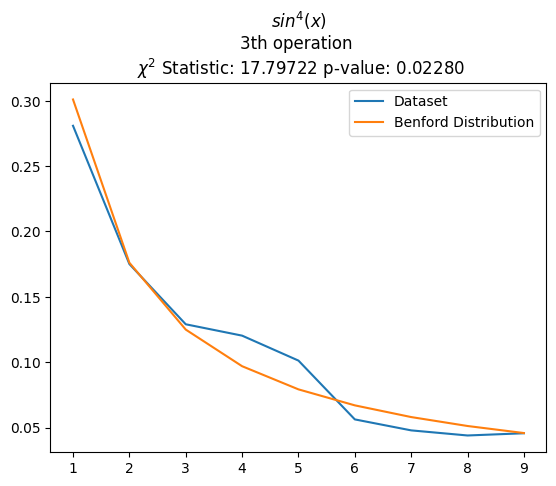 sin⁴(x)
3th operation
χ² Statistic: 17.79722 p-value: 0.02280
Dataset
Benford Distribution
0.30
0.25
0.20
0.15
0.10
0.05
1 2 3 4 5 6 7 8 9